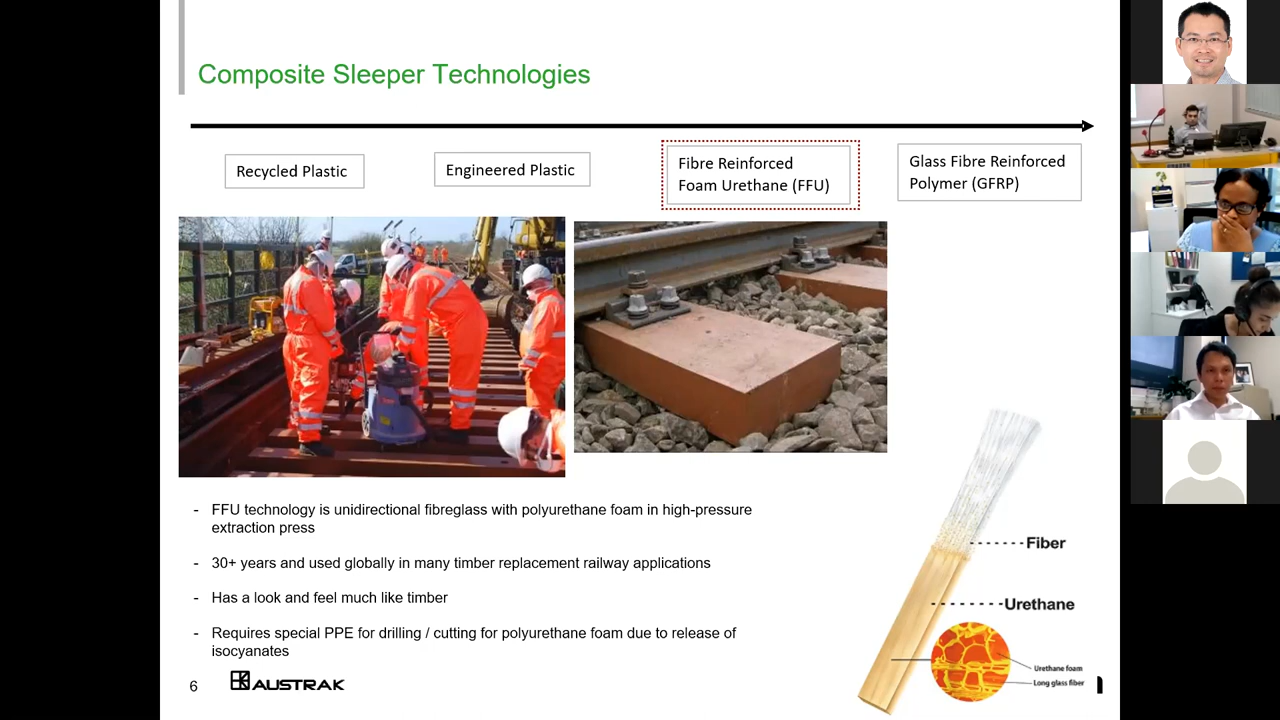 Composite Sleeper Technologies
Recycled Plastic
Engineered Plastic
Fibre Reinforced
Foam Urethane (FFU)
Glass Fibre Reinforced
Polymer (GFRP)
- FFU technology is unidirectional fibreglass with polyurethane foam in high-pressure
extraction press
- 30+ years and used globally in many timber replacement railway applications
- Has a look and feel much like timber
- Requires special PPE for drilling / cutting for polyurethane foam due to release of
isocyanates
Fiber
Urethane
Urethane foam
Long glass fiber
6
AUSTRAK